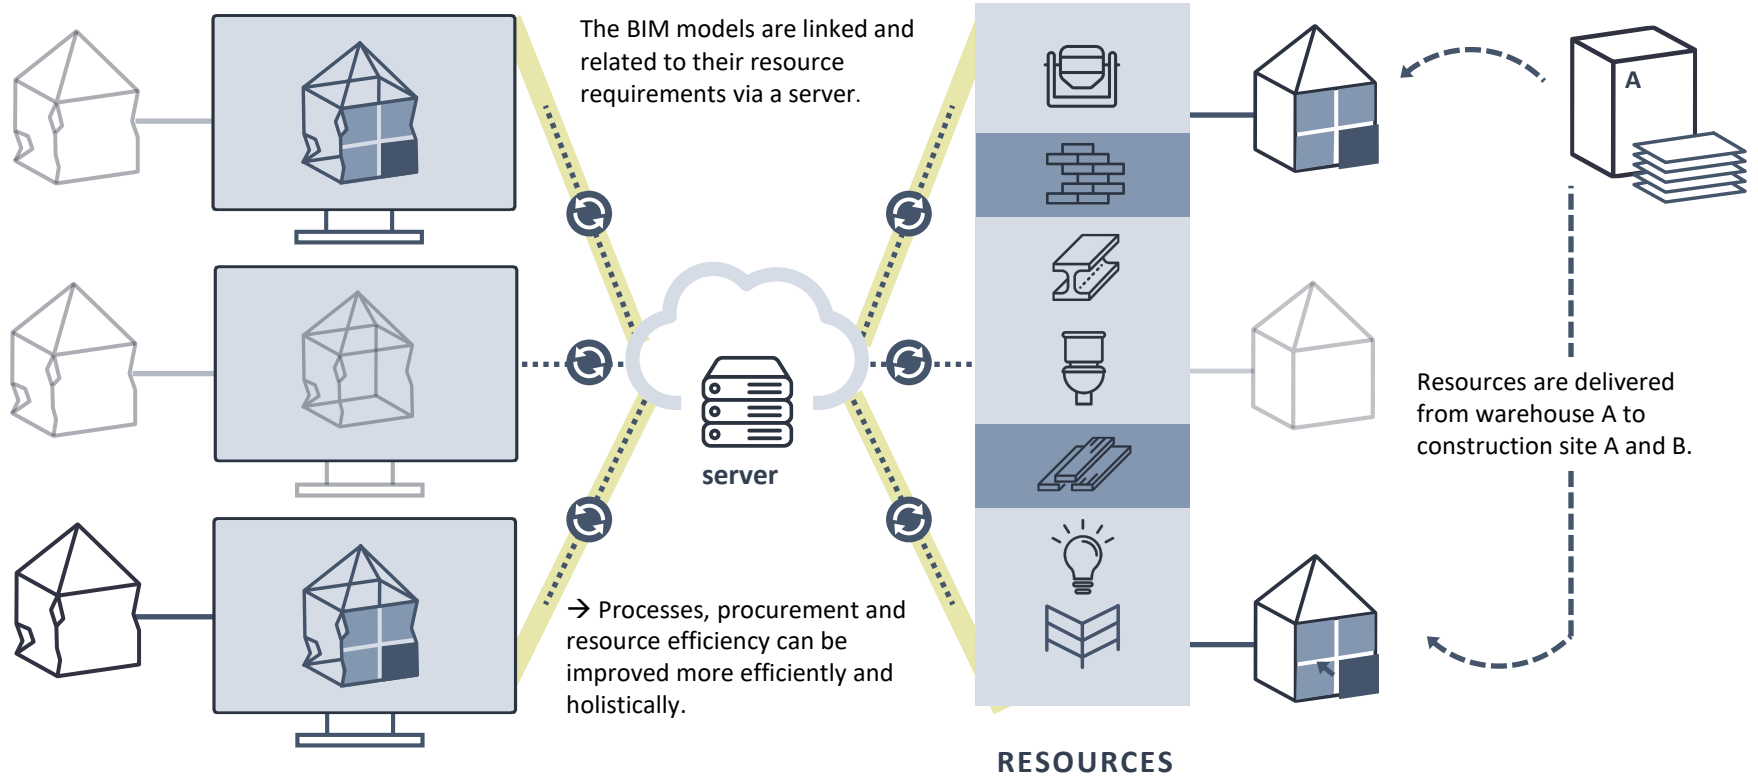 The BIM models are linked and
related to their resource
requirements via a server.
A
server
Resources are delivered
from warehouse A to
construction site A and B.
→ Processes, procurement and
resource efficiency can be
improved more efficiently and
holistically.
RESOURCES